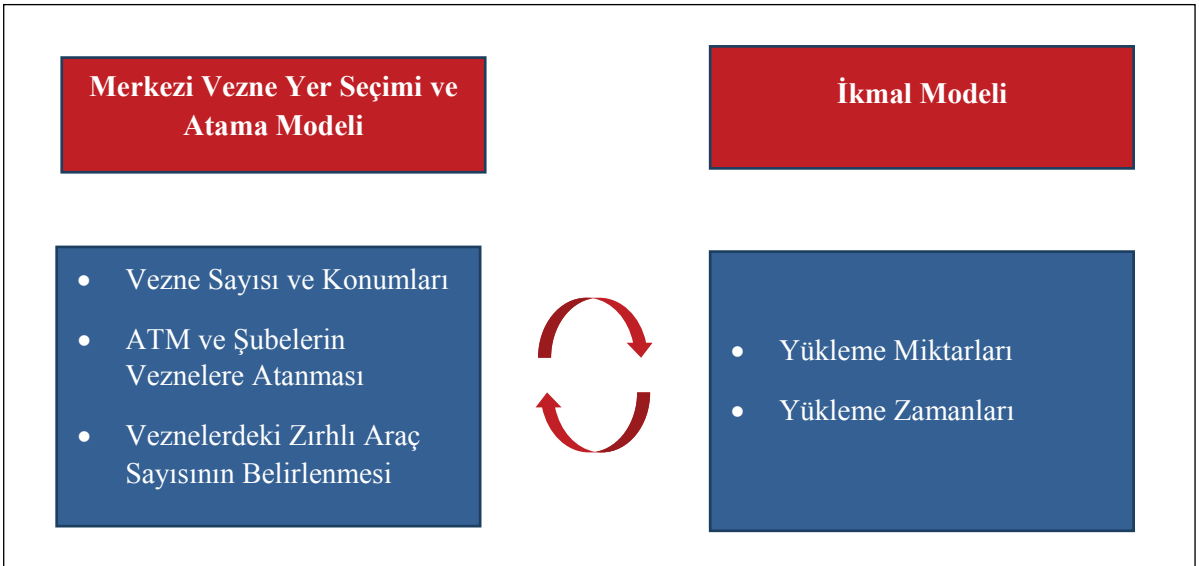 Merkezi Vezne Yer Seçimi ve
Atama Modeli
İkmal Modeli
• Vezne Sayısı ve Konumları
• ATM ve Şubelerin
Veznelere Atanması
• Veznelerdeki Zırhlı Araç
Sayısının Belirlenmesi
• Yükleme Miktarları
• Yükleme Zamanları